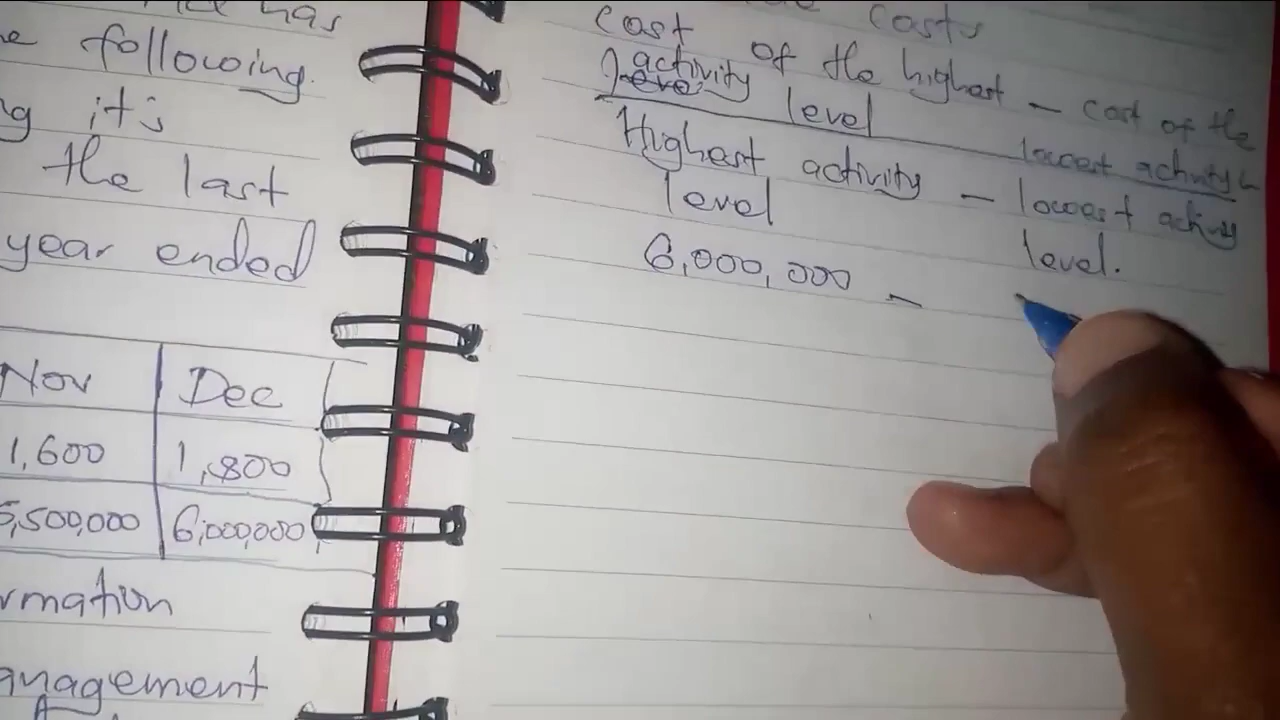 has
following.
its
the last
year ended
Nov Dec
1,600 1,800
5,500,000 6,000,000
anagement
costs
cost of the highest – cost of the
activity level lowest activity
Highest activity – lowest activity
level level.
6,000,000 –